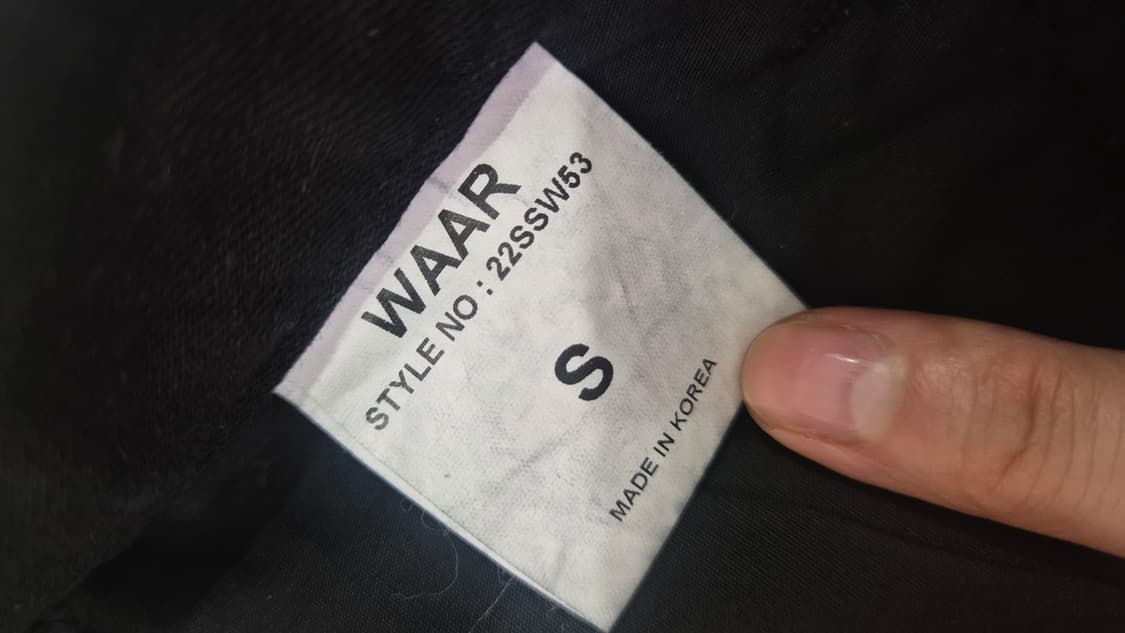 WAAR
STYLE NO : 22SSW53
S
MADE IN KOREA